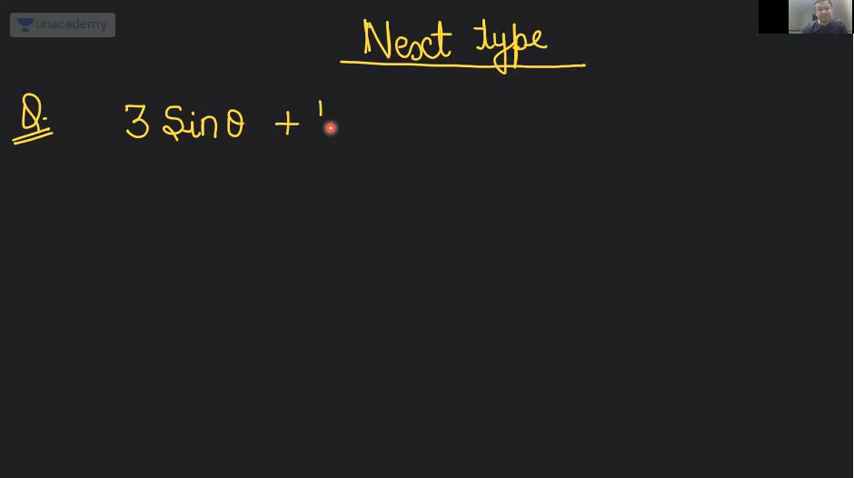 unacademy
Next type
Q. 3 Sinθ +